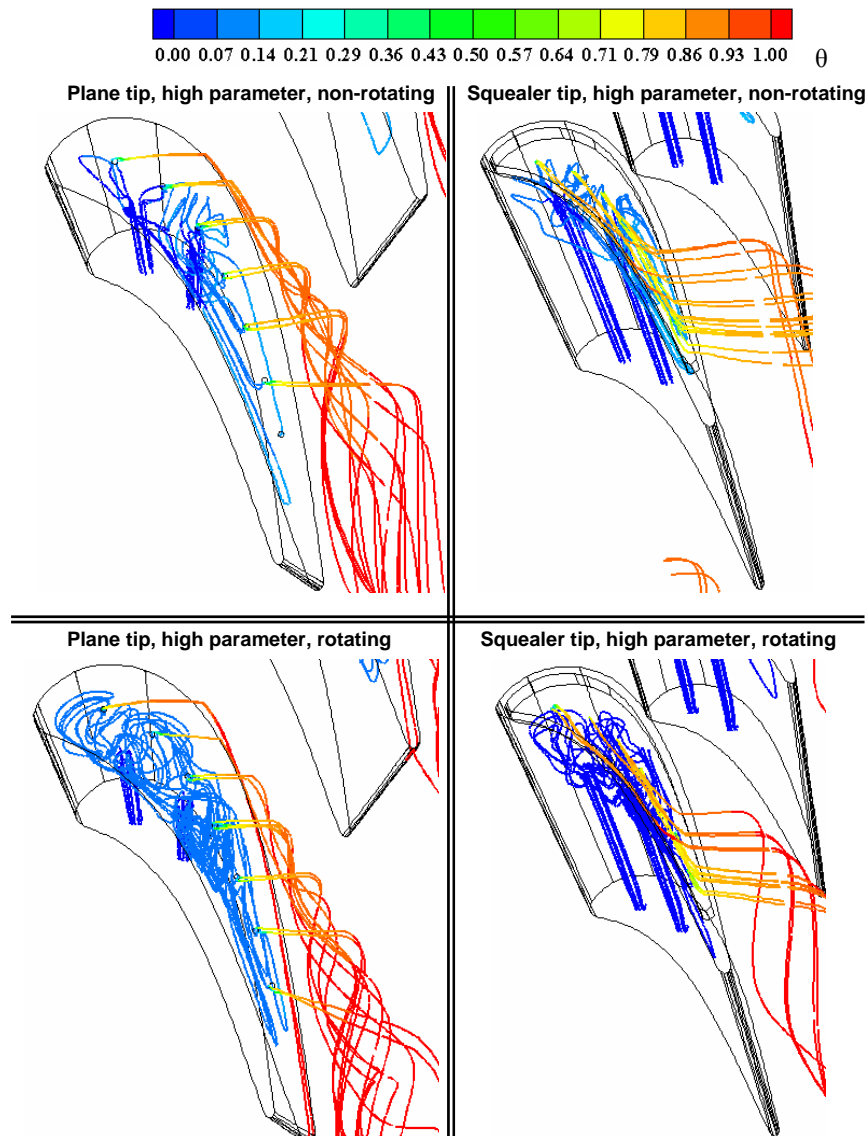 0.00 0.07 0.14 0.21 0.29 0.36 0.43 0.50 0.57 0.64 0.71 0.79 0.86 0.93 1.00 θ
Plane tip, high parameter, non-rotating
Squealer tip, high parameter, non-rotating
Plane tip, high parameter, rotating
Squealer tip, high parameter, rotating